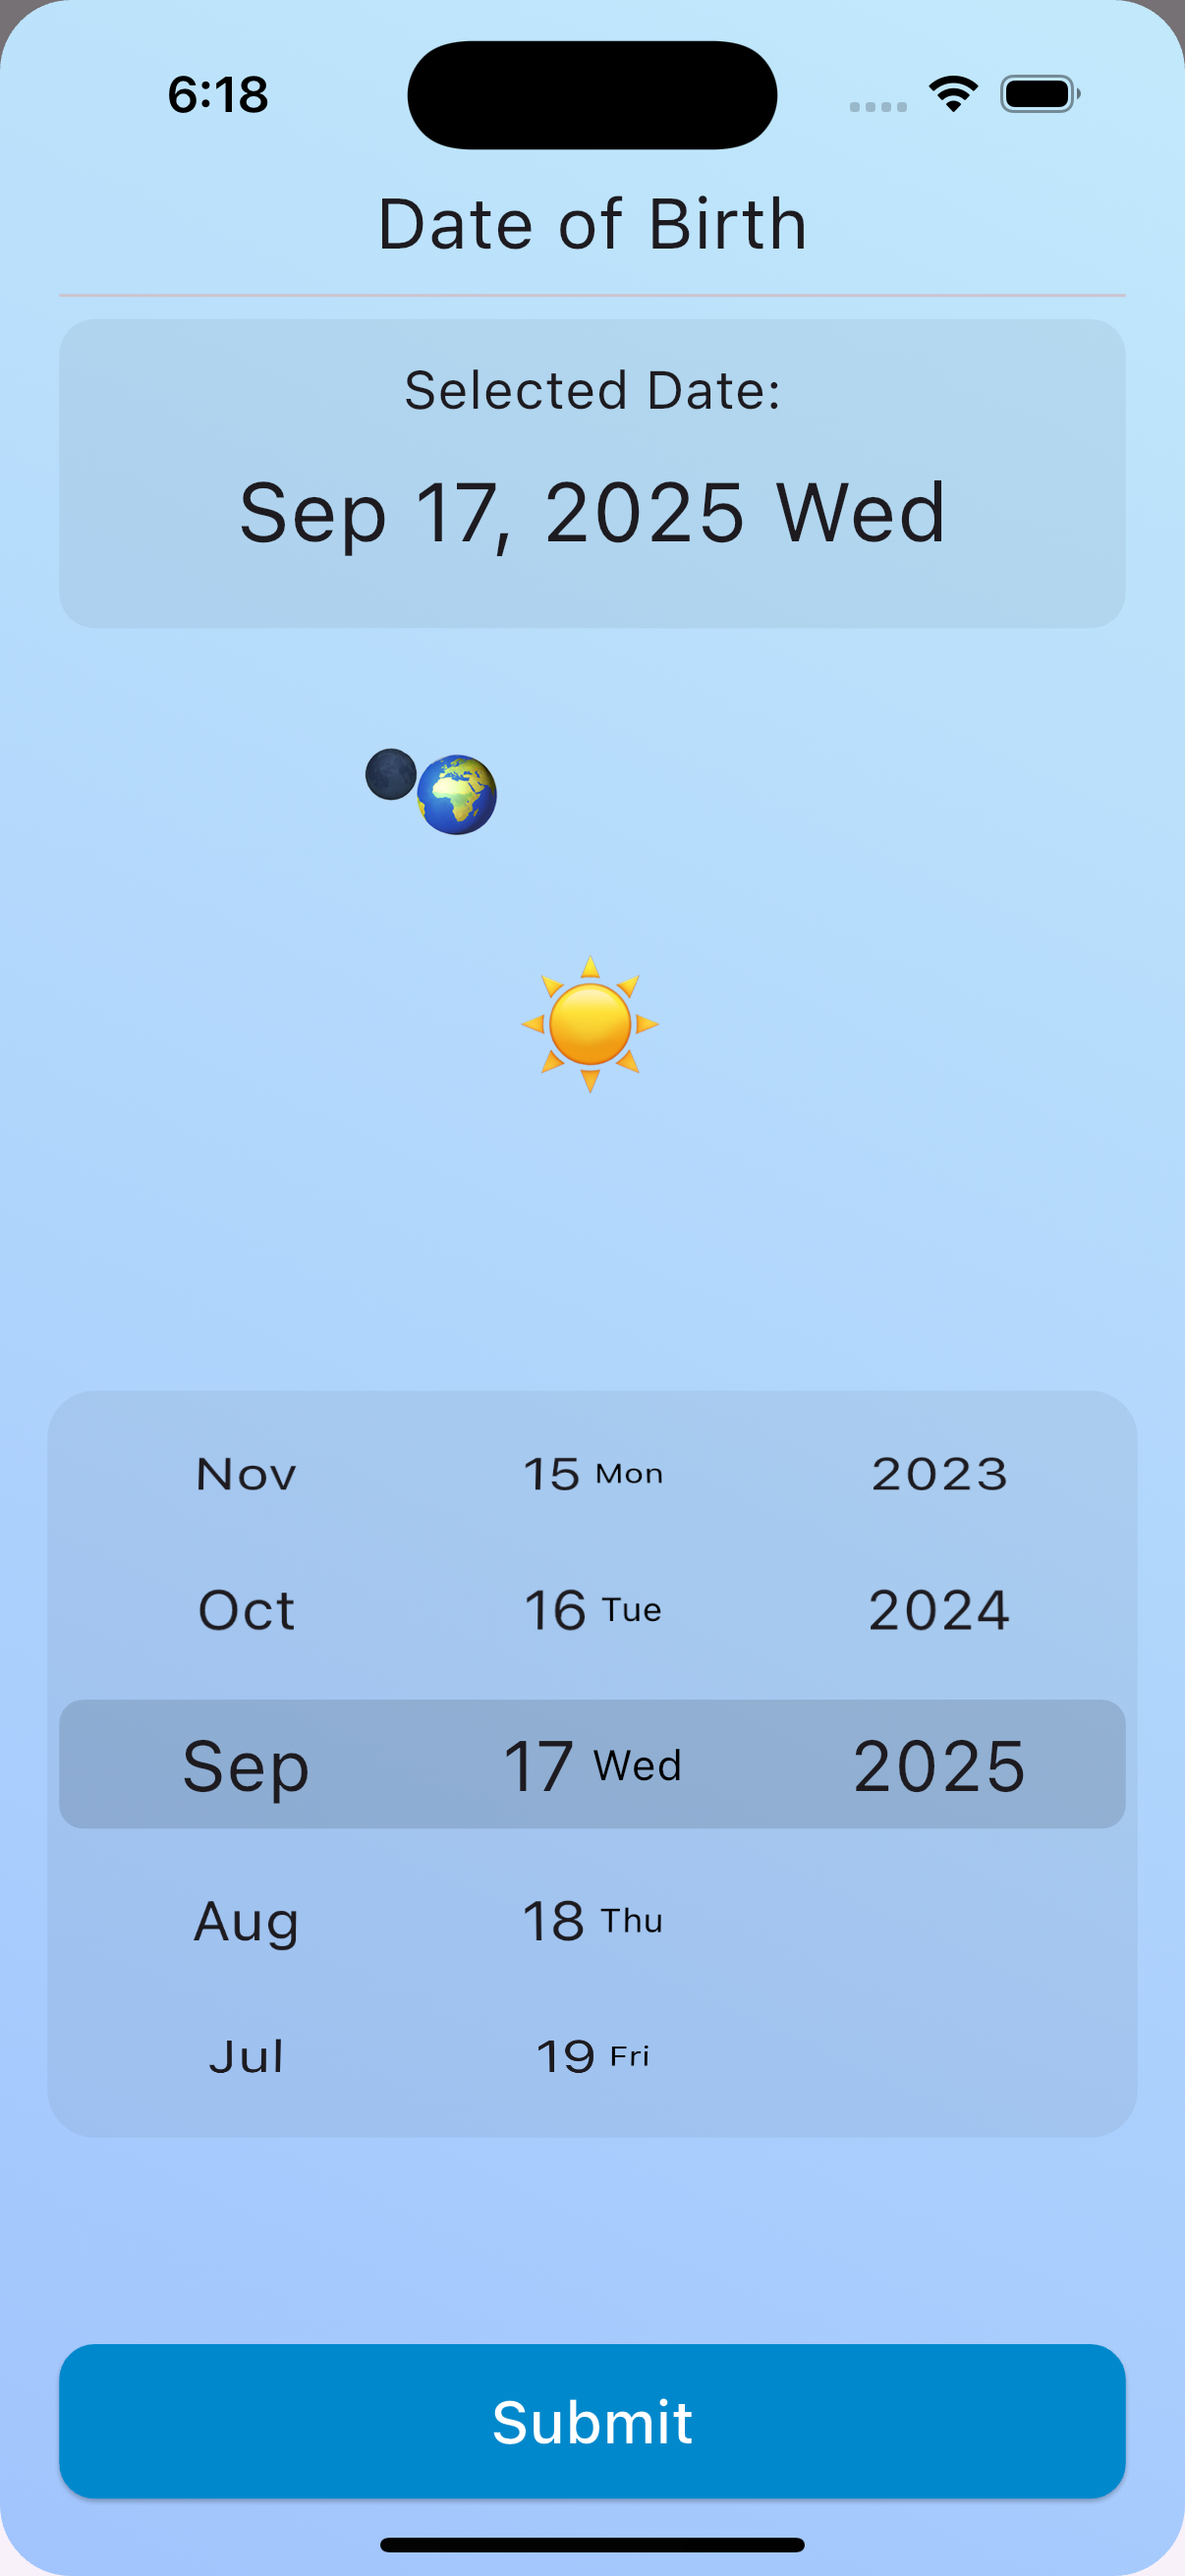 6:18
Date of Birth
Selected Date:
Sep 17, 2025 Wed
Nov 15 Mon 2023
Oct 16 Tue 2024
Sep 17 Wed 2025
Aug 18 Thu
Jul 19 Fri
Submit